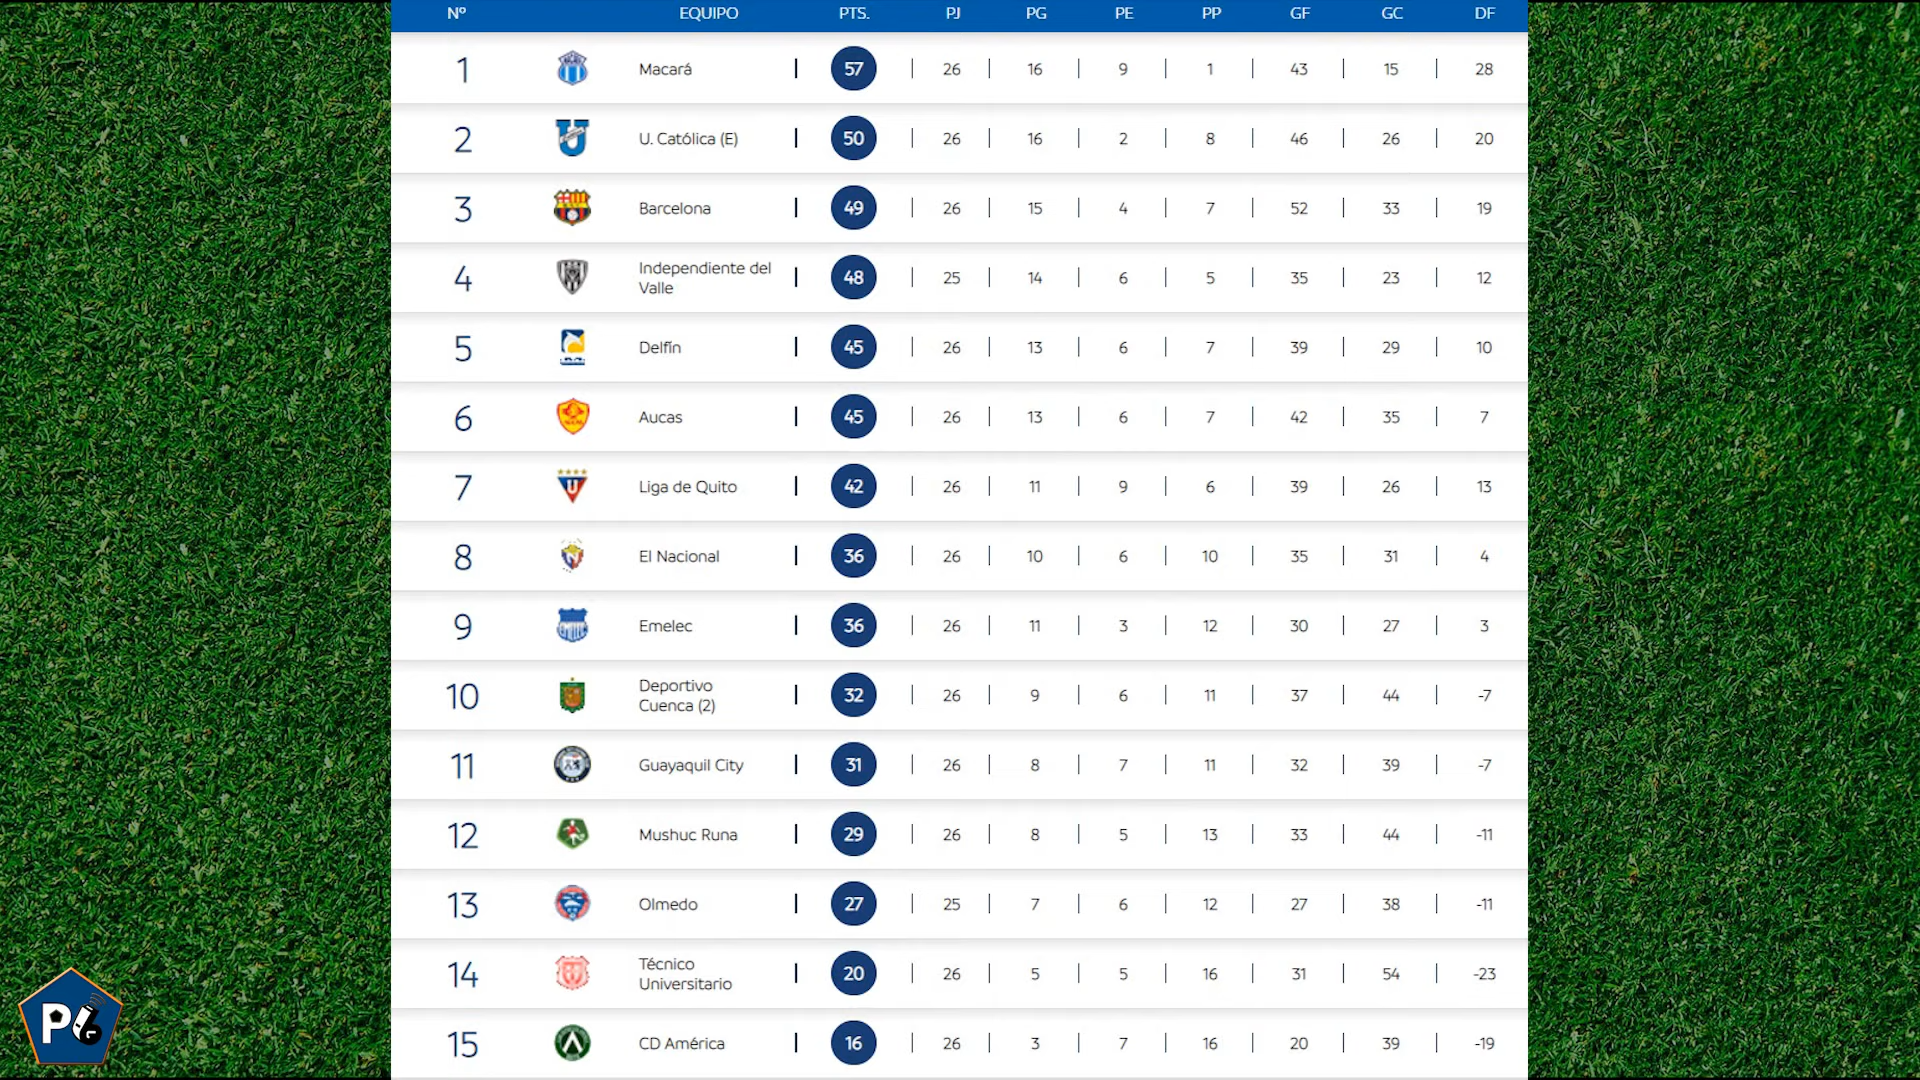 Nº EQUIPO PTS. PJ PG PE PP GF GC DF
1 Macará 57 26 16 9 1 43 15 28
2 U. Católica (E) 50 26 16 2 8 46 26 20
3 Barcelona 49 26 15 4 7 52 33 19
4 Independiente del Valle 48 25 14 6 5 35 23 12
5 Delfín 45 26 13 6 7 39 29 10
6 Aucas 45 26 13 6 7 42 35 7
7 Liga de Quito 42 26 11 9 6 39 26 13
8 El Nacional 36 26 10 6 10 35 31 4
9 Emelec 36 26 11 3 12 30 27 3
10 Deportivo Cuenca (2) 32 26 9 6 11 37 44 -7
11 Guayaquil City 31 26 8 7 11 32 39 -7
12 Mushuc Runa 29 26 8 5 13 33 44 -11
13 Olmedo 27 25 7 6 12 27 38 -11
14 Técnico Universitario 20 26 5 5 16 31 54 -23
15 CD América 16 26 3 7 16 20 39 -19
P6